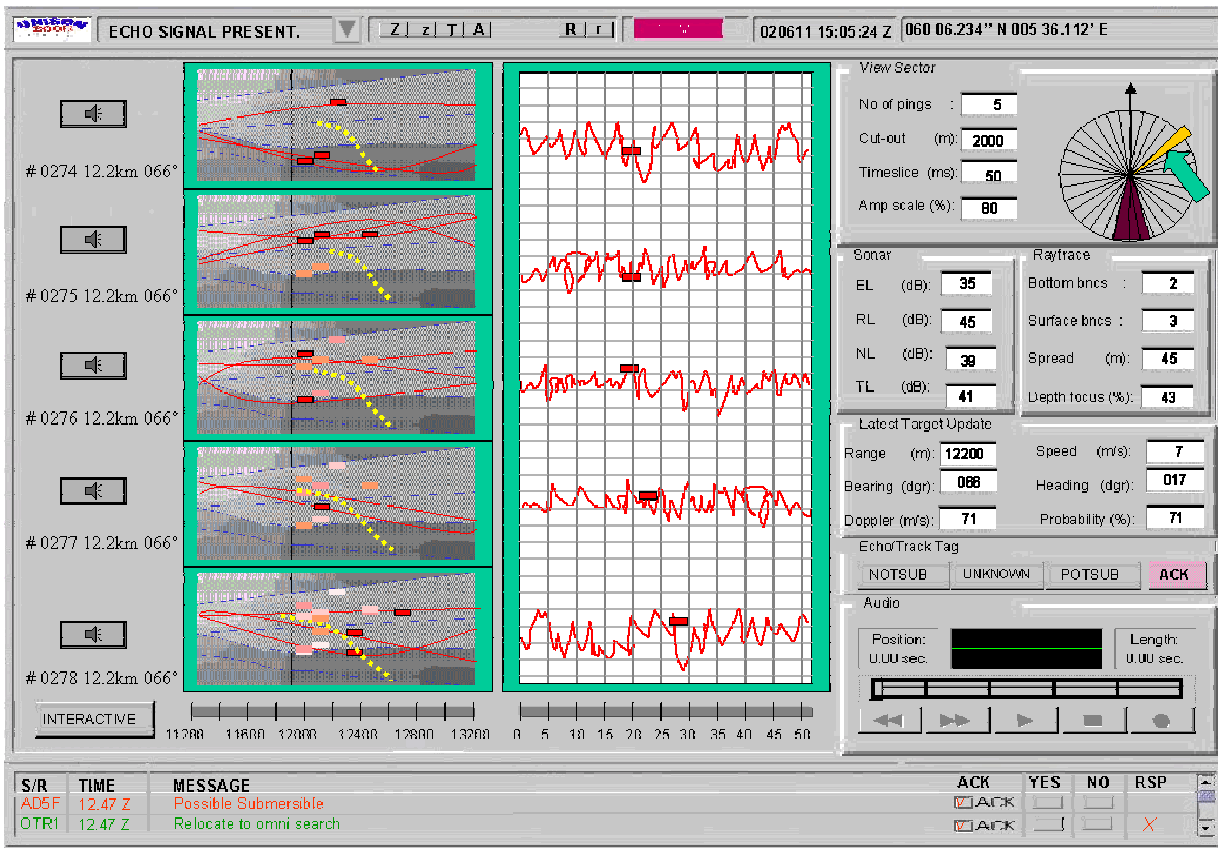 UNISON
ECHO SIGNAL PRESENT.
Z z T A
R r
020611 15:05:24 Z
060 06.234'' N 005 36.112' E
# 0274 12.2km 066°
# 0275 12.2km 066°
# 0276 12.2km 066°
# 0277 12.2km 066°
# 0278 12.2km 066°
INTERACTIVE
11200 11600 12000 12400 12800 13200
0 5 10 15 20 25 30 35 40 45 50
View Sector
No of pings : 5
Cut-out (m): 2000
Timeslice (ms): 50
Amp scale (%): 80
Sonar
EL (dB): 35
RL (dB): 45
NL (dB): 39
TL (dB): 41
Raytrace
Bottom bncs : 2
Surface bncs : 3
Spread (m): 45
Depth focus (%): 43
Latest Target Update
Range (m): 12200
Bearing (dgr): 066
Doppler (m/s): 71
Speed (m/s): 7
Heading (dgr): 017
Probability (%): 71
Echo/Track Tag
NOTSUB UNKNOWN POTSUB ACK
Audio
Position:
0.00 sec.
Length:
0.00 sec.
S/R TIME MESSAGE ACK YES NO RSP
AD5F 12.47 Z Possible Submersible ACK
OTR1 12.47 Z Relocate to omni search ACK X